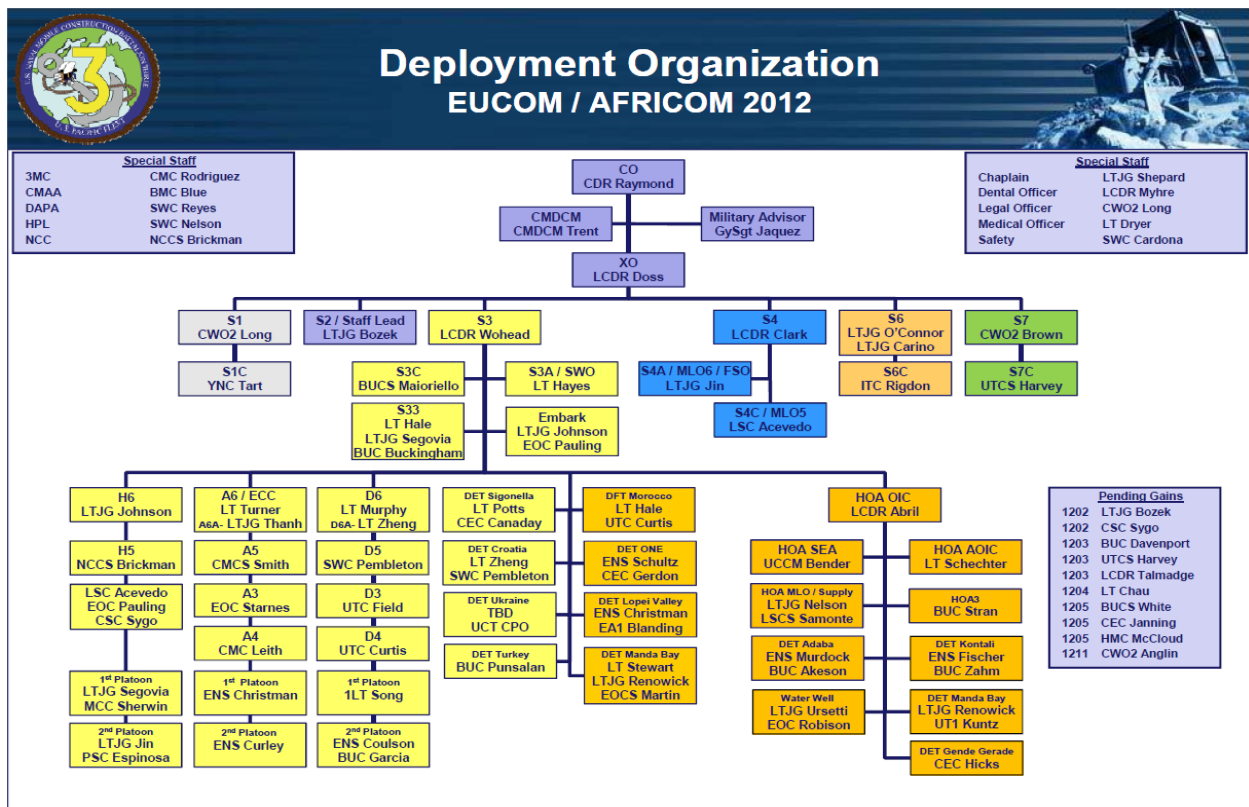 U.S. NAVAL MOBILE CONSTRUCTION BATTALION THREE
3
U.S. PACIFIC FLEET
Deployment Organization
EUCOM / AFRICOM 2012
Special Staff
3MC CMC Rodriguez
CMAA BMC Blue
DAPA SWC Reyes
HPL SWC Nelson
NCC NCCS Brickman
CO
CDR Raymond
CMDCM
CMDCM Trent
Military Advisor
GySgt Jaquez
XO
LCDR Doss
Special Staff
Chaplain LTJG Shepard
Dental Officer LCDR Myhre
Legal Officer CWO2 Long
Medical Officer LT Dryer
Safety SWC Cardona
S1
CWO2 Long
S2 / Staff Lead
LTJG Bozek
S3
LCDR Wohead
S4
LCDR Clark
S6
LTJG O'Connor
LTJG Carino
S7
CWO2 Brown
S1C
YNC Tart
S3C
BUCS Maioriello
S3A / SWO
LT Hayes
S4A / MLO6 / FSO
LTJG Jin
S6C
ITC Rigdon
S7C
UTCS Harvey
S33
LT Hale
LTJG Segovia
BUC Buckingham
Embark
LTJG Johnson
EOC Pauling
S4C / MLO5
LSC Acevedo
H6
LTJG Johnson
H5
NCCS Brickman
LSC Acevedo
EOC Pauling
CSC Sygo
1st Platoon
LTJG Segovia
MCC Sherwin
2nd Platoon
LTJG Jin
PSC Espinosa
A6 / ECC
LT Turner
A6A- LTJG Thanh
A5
CMCS Smith
A3
EOC Starnes
A4
CMC Leith
1st Platoon
ENS Christman
2nd Platoon
ENS Curley
D6
LT Murphy
D6A- LT Zheng
D5
SWC Pembleton
D3
UTC Field
D4
UTC Curtis
1st Platoon
1LT Song
2nd Platoon
ENS Coulson
BUC Garcia
DET Sigonella
LT Potts
CEC Canaday
DET Croatia
LT Zheng
SWC Pembleton
DET Ukraine
TBD
UCT CPO
DET Turkey
BUC Punsalan
DFT Morocco
LT Hale
UTC Curtis
DET ONE
ENS Schultz
CEC Gerdon
DET Lopei Valley
ENS Christman
EA1 Blanding
DET Manda Bay
LT Stewart
LTJG Renowick
EOCS Martin
HOA OIC
LCDR Abril
HOA SEA
UCCM Bender
HOA AOIC
LT Schechter
HOA MLO / Supply
LTJG Nelson
LSCS Samonte
HOA3
BUC Stran
DET Adaba
ENS Murdock
BUC Akeson
DET Kontali
ENS Fischer
BUC Zahm
Water Well
LTJG Ursetti
EOC Robison
DET Manda Bay
LTJG Renowick
UT1 Kuntz
DET Gende Gerade
CEC Hicks
Pending Gains
1202 LTJG Bozek
1202 CSC Sygo
1203 BUC Davenport
1203 UTCS Harvey
1203 LCDR Talmadge
1204 LT Chau
1205 BUCS White
1205 CEC Janning
1205 HMC McCloud
1211 CWO2 Anglin